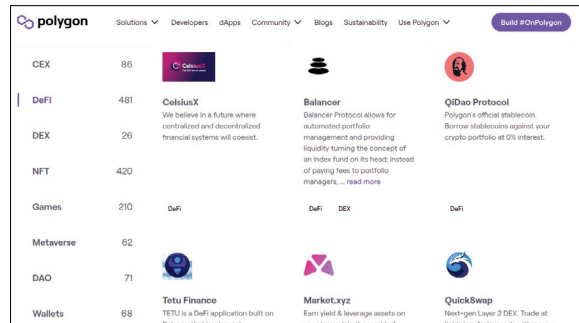 polygon
Solutions
Developers
dApps
Community
Blogs
Sustainability
Use Polygon
Build #OnPolygon
CEX 86
DeFi 481
DEX 26
NFT 420
Games 210
Metaverse 62
DAO 71
Wallets 68
CelsiusX
CelsiusX
We believe in a future where
centralized and decentralized
financial systems will coexist.
DeFi
Balancer
Balancer Protocol allows for
automated portfolio
management and providing
liquidity turning the concept of
an index fund on its head: instead
of paying fees to portfolio
managers, ... read more
DeFi DEX
QiDao Protocol
Polygon's official stablecoin.
Borrow stablecoins against your
crypto portfolio at 0% interest.
DeFi
Tetu Finance
TETU is a DeFi application built on
Market.xyz
Earn yield & leverage assets on
QuickSwap
Next-gen Layer 2 DEX. Trade at